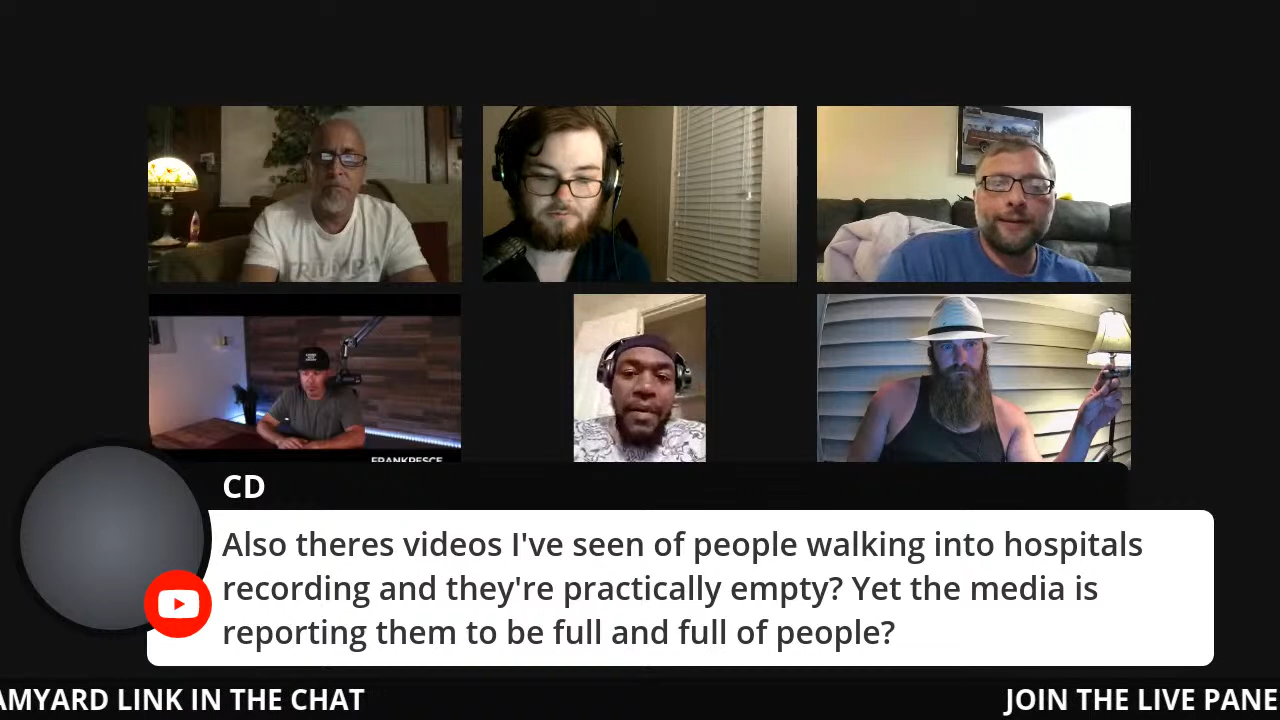 TRIUMPH
FRANKPESCE
CD
Also theres videos I've seen of people walking into hospitals
recording and they're practically empty? Yet the media is
reporting them to be full and full of people?
AMYARD LINK IN THE CHAT
JOIN THE LIVE PANE